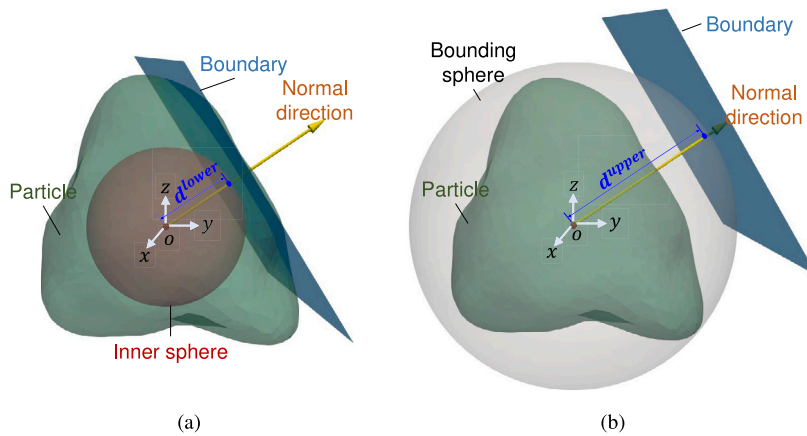 Boundary
Normal
direction
d^lower
Particle
z
y
o
x
Inner sphere
(a)
Bounding
sphere
Boundary
Normal
direction
d^upper
Particle
z
y
o
x
(b)